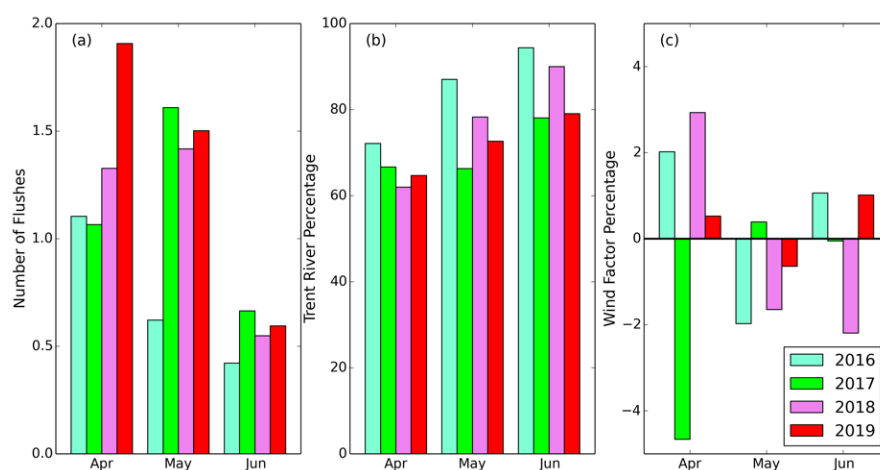 (a)
2.0
1.5
1.0
0.5
0.0
Number of Flushes
Apr May Jun
(b)
100
80
60
40
20
0
Trent River Percentage
Apr May Jun
(c)
4
2
0
−2
−4
Wind Factor Percentage
Apr May Jun
2016
2017
2018
2019